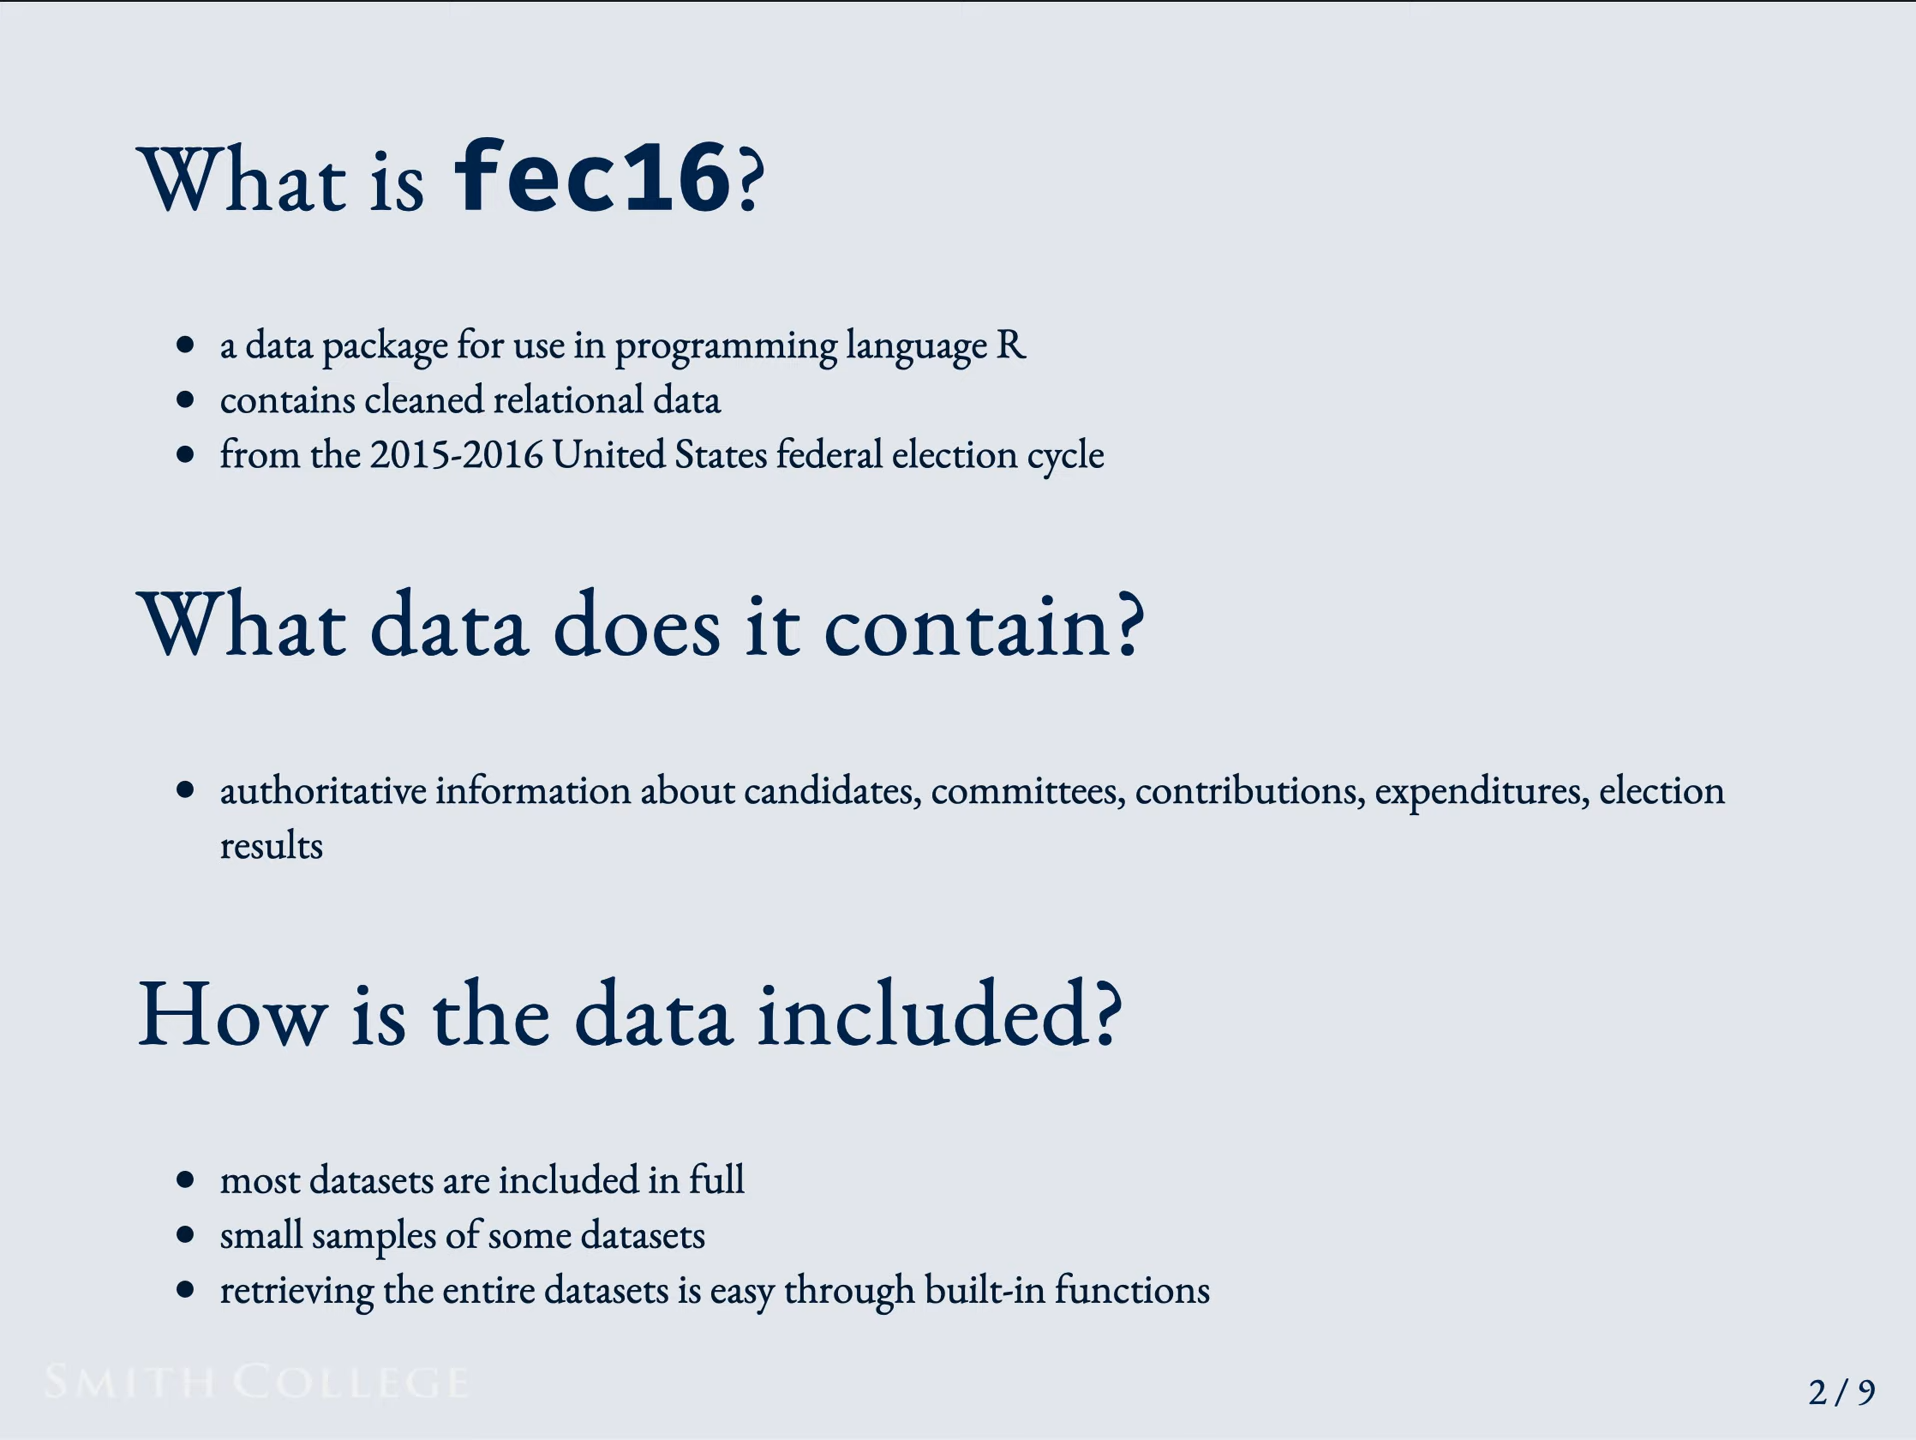 What is fec16?
a data package for use in programming language R
contains cleaned relational data
from the 2015-2016 United States federal election cycle
What data does it contain?
authoritative information about candidates, committees, contributions, expenditures, election
results
How is the data included?
most datasets are included in full
small samples of some datasets
retrieving the entire datasets is easy through built-in functions
SMITH COLLEGE
2 / 9